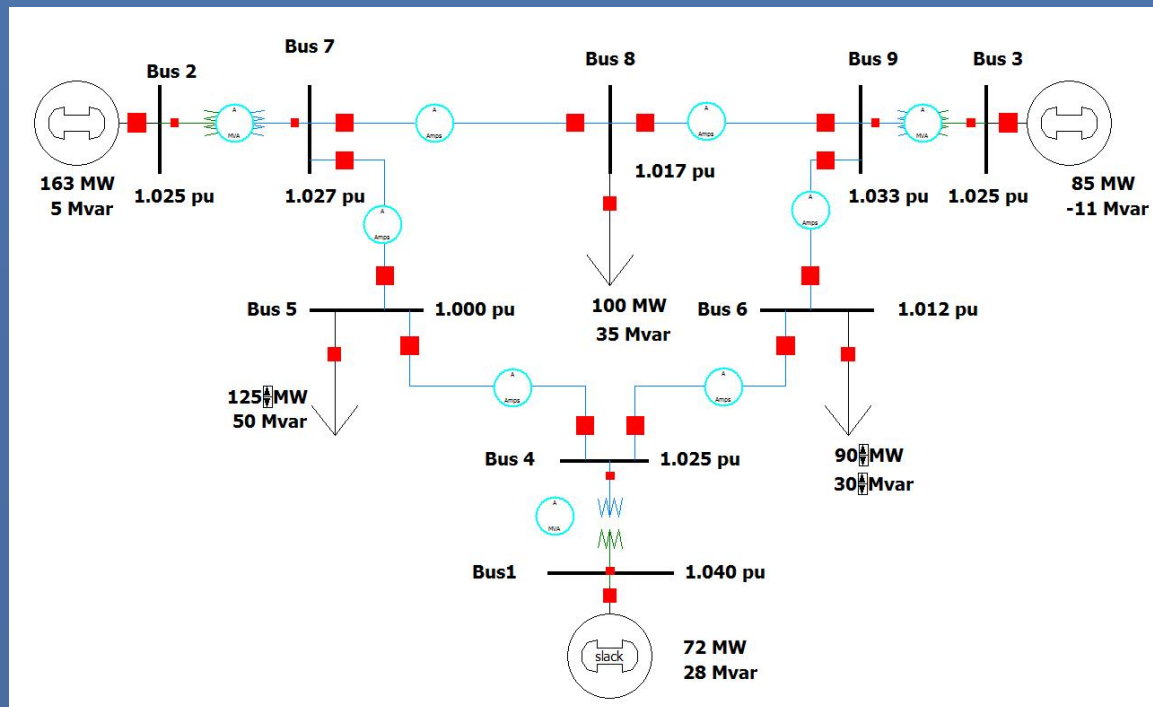 Bus 7
Bus 8
Bus 9
Bus 3
Bus 2
A
MVA
A
Amps
A
Amps
A
MVA
163 MW
5 Mvar
1.025 pu
1.027 pu
1.017 pu
1.033 pu
1.025 pu
85 MW
-11 Mvar
A
Amps
A
Amps
Bus 5
1.000 pu
100 MW
35 Mvar
Bus 6
1.012 pu
125 MW
50 Mvar
A
Amps
A
Amps
90 MW
30 Mvar
Bus 4
1.025 pu
A
MVA
Bus1
1.040 pu
slack
72 MW
28 Mvar